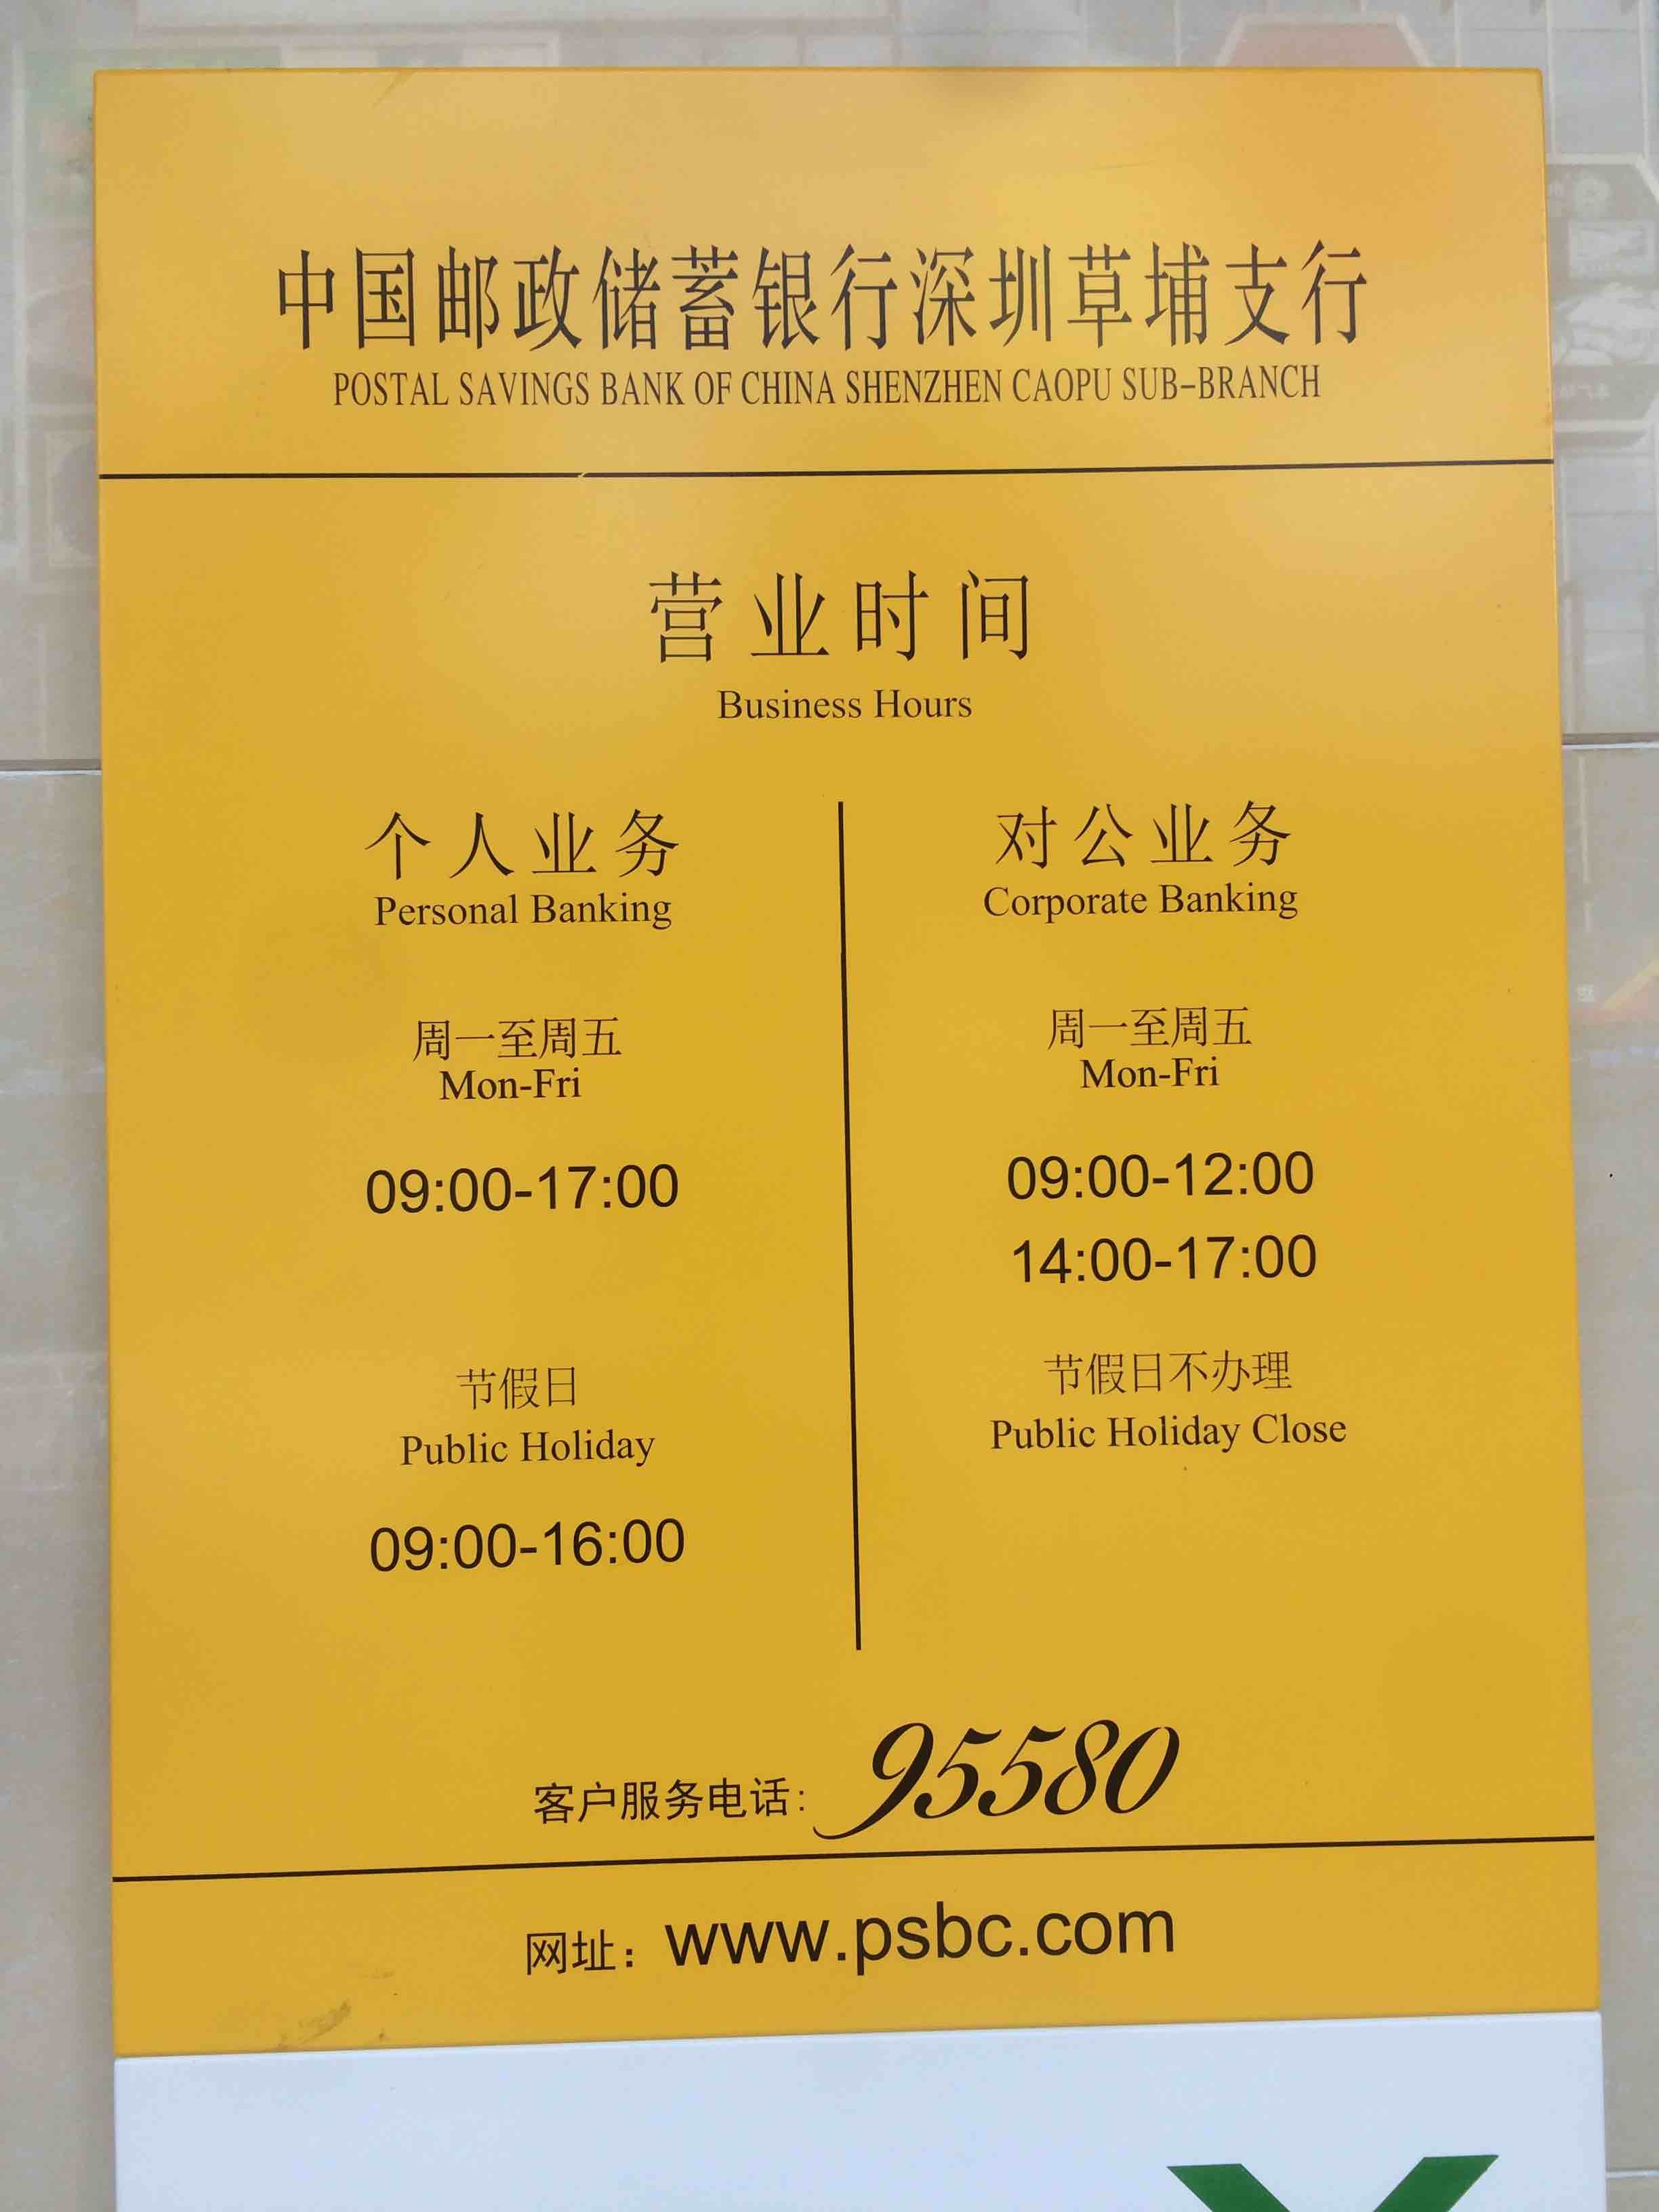 中国邮政储蓄银行深圳草埔支行
POSTAL SAVINGS BANK OF CHINA SHENZHEN CAOPU SUB-BRANCH
营业时间
Business Hours
个人业务
Personal Banking
周一至周五
Mon-Fri
09:00-17:00
节假日
Public Holiday
09:00-16:00
对公业务
Corporate Banking
周一至周五
Mon-Fri
09:00-12:00
14:00-17:00
节假日不办理
Public Holiday Close
客户服务电话: 95580
网址: www.psbc.com